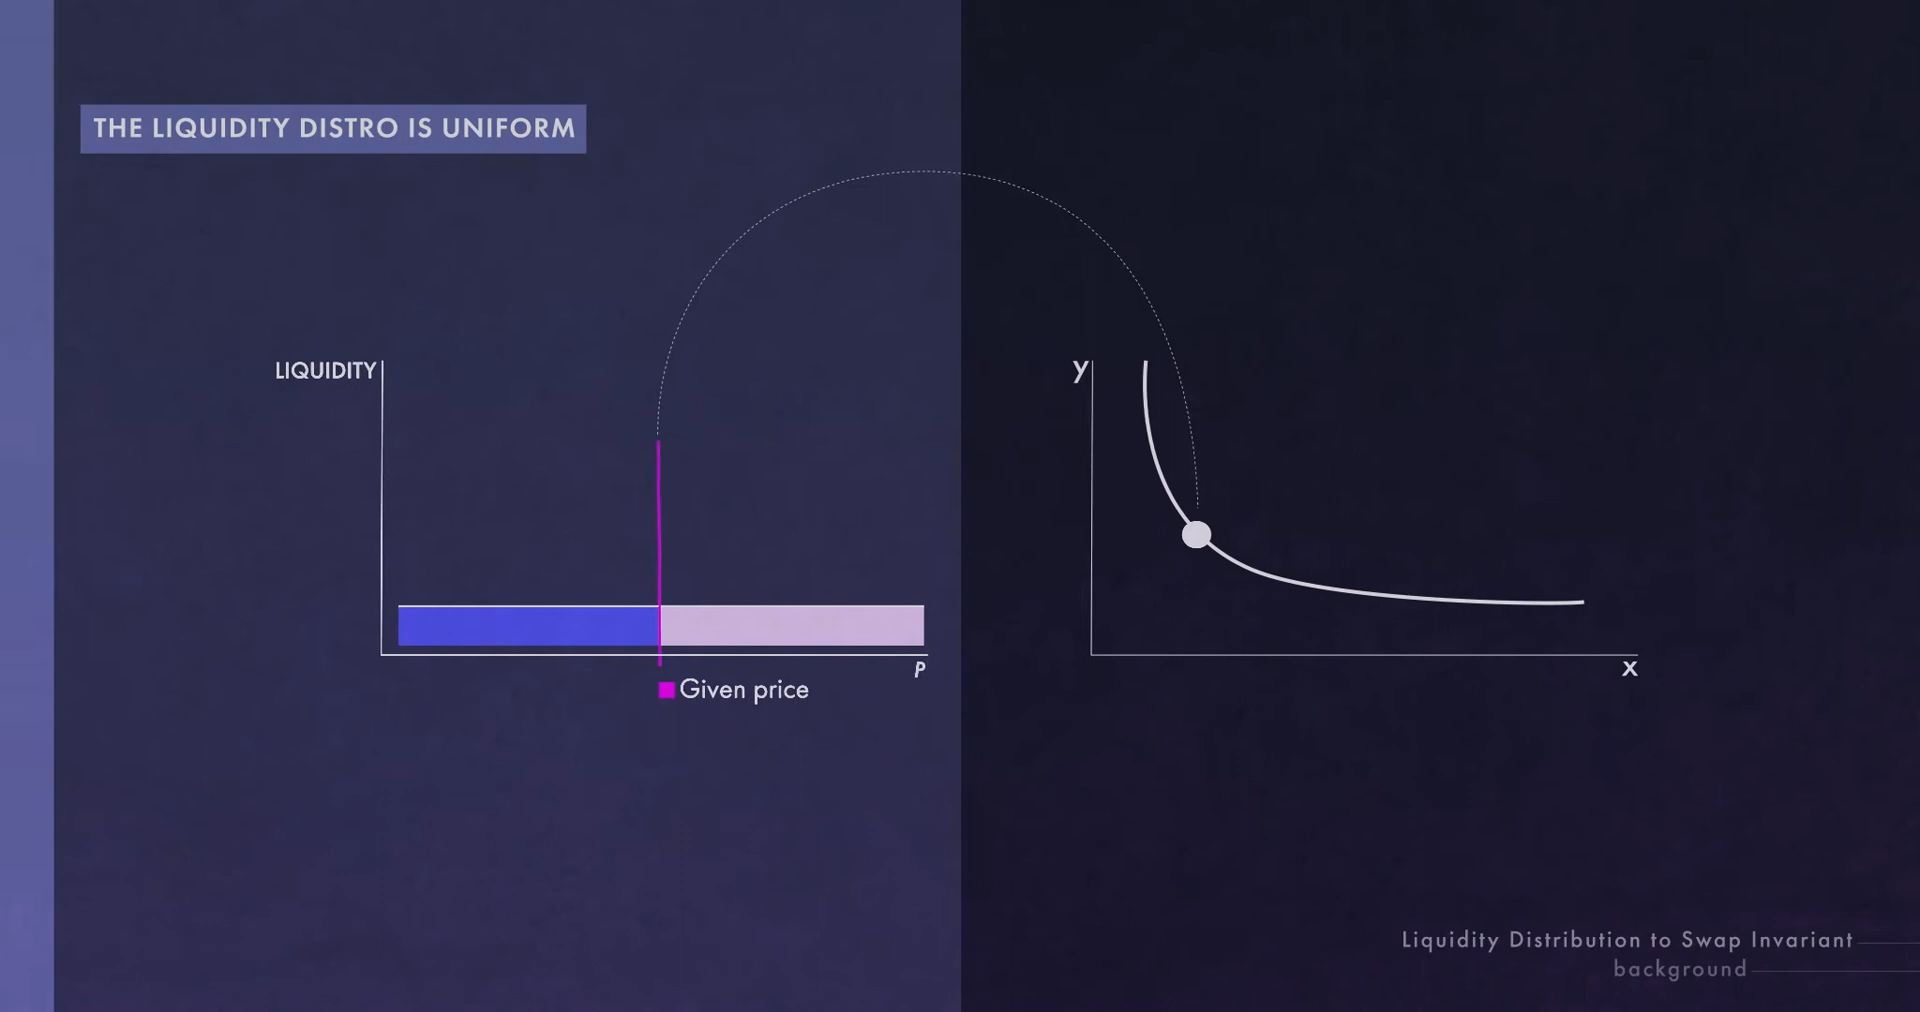 THE LIQUIDITY DISTRO IS UNIFORM
LIQUIDITY
P
Given price
y
x
Liquidity Distribution to Swap Invariant
background